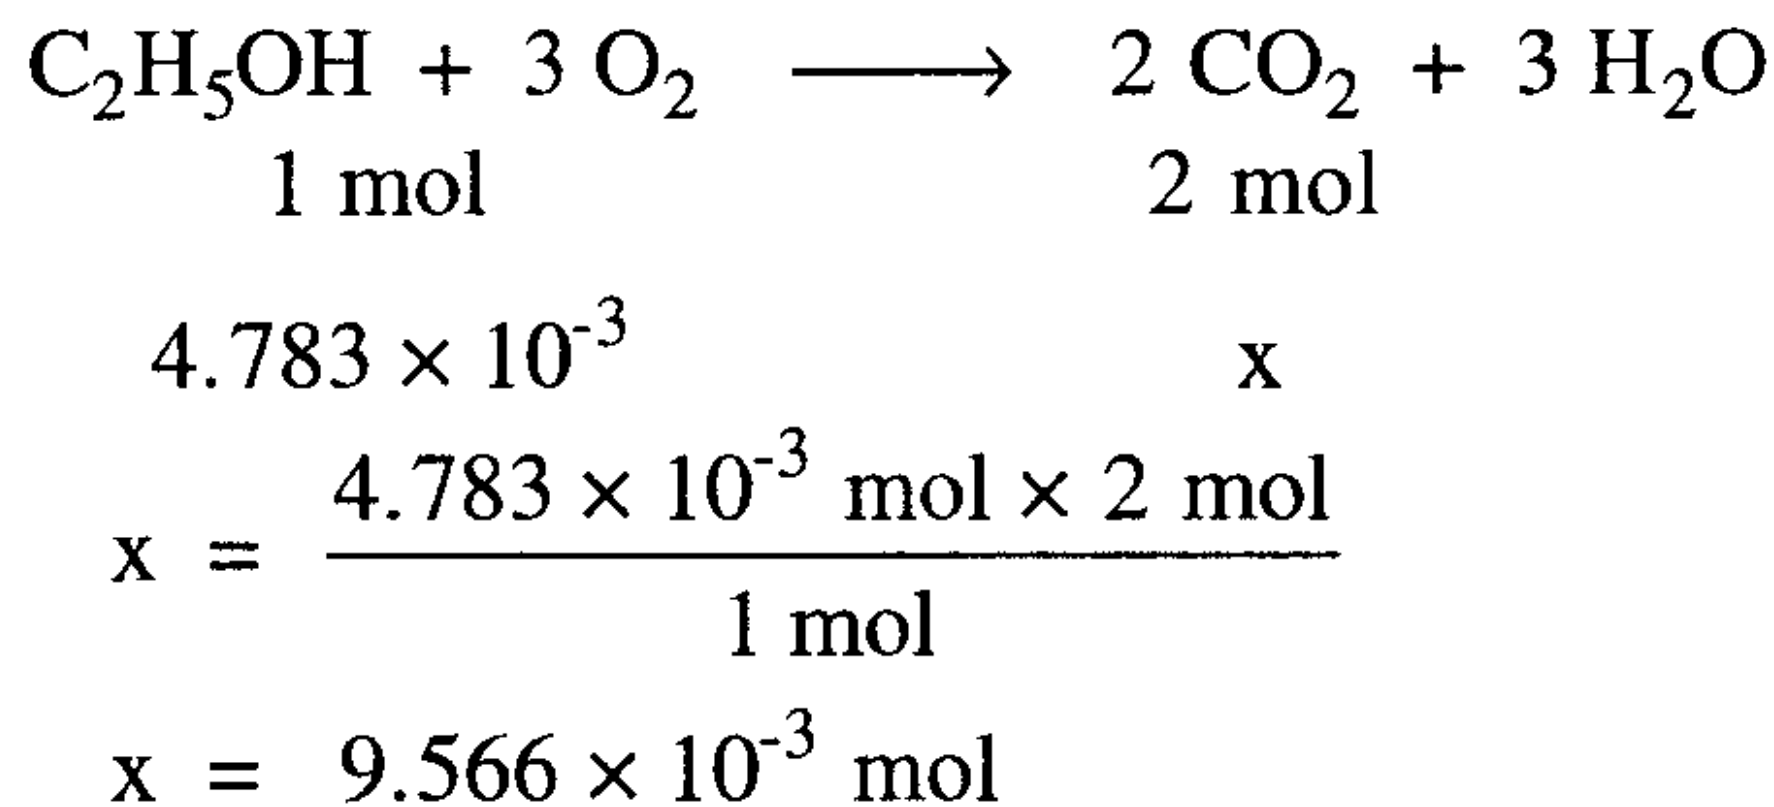 C₂H₅OH + 3 O₂ ⟶ 2 CO₂ + 3 H₂O
1 mol 2 mol
4.783 × 10⁻³ x
x = 4.783 × 10⁻³ mol × 2 mol
1 mol
x = 9.566 × 10⁻³ mol